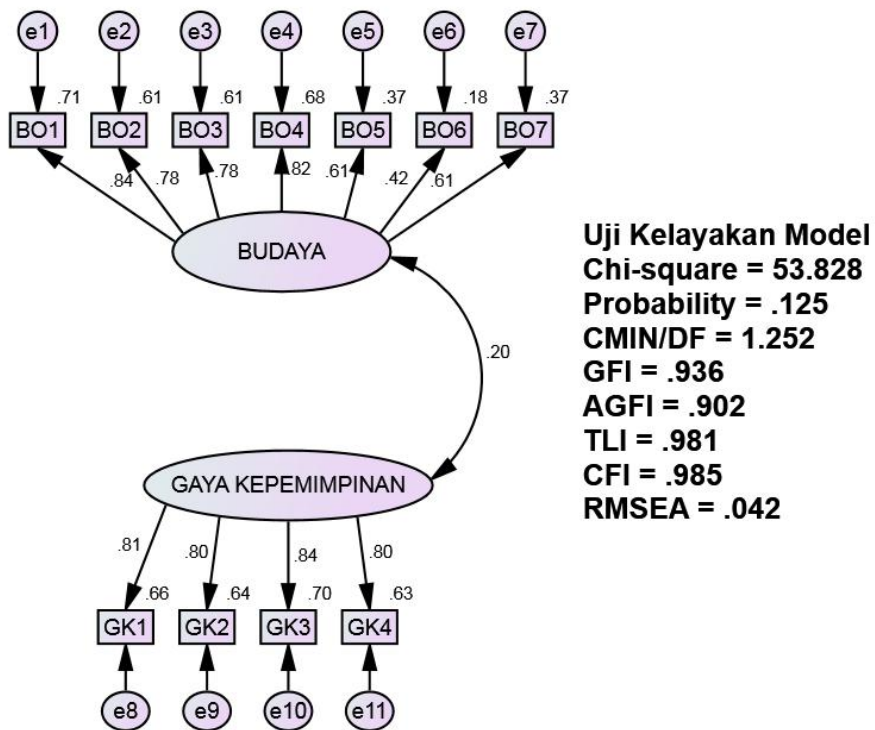 e1 e2 e3 e4 e5 e6 e7
.71 .61 .61 .68 .37 .18 .37
BO1 BO2 BO3 BO4 BO5 BO6 BO7
.84 .78 .78 .82 .61 .42 .61
BUDAYA
.20
GAYA KEPEMIMPINAN
.81 .80 .84 .80
.66 .64 .70 .63
GK1 GK2 GK3 GK4
e8 e9 e10 e11
Uji Kelayakan Model
Chi-square = 53.828
Probability = .125
CMIN/DF = 1.252
GFI = .936
AGFI = .902
TLI = .981
CFI = .985
RMSEA = .042